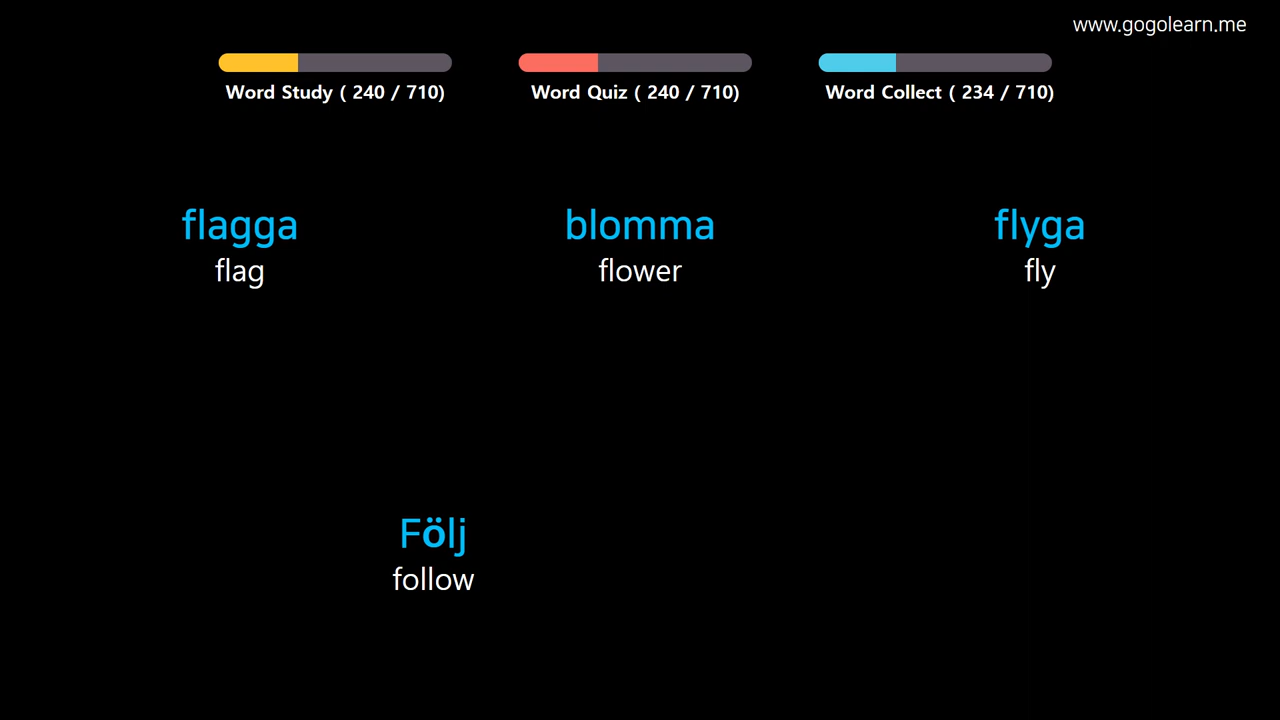 www.gogolearn.me
Word Study ( 240 / 710)
Word Quiz ( 240 / 710)
Word Collect ( 234 / 710)
flagga
flag
blomma
flower
flyga
fly
Följ
follow